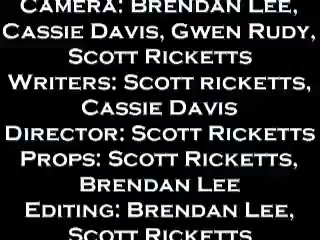 Camera: Brendan Lee,
Cassie Davis, Gwen Rudy,
Scott Ricketts
Writers: Scott ricketts,
Cassie Davis
Director: Scott Ricketts
Props: Scott Ricketts,
Brendan Lee
Editing: Brendan Lee,
Scott Ricketts